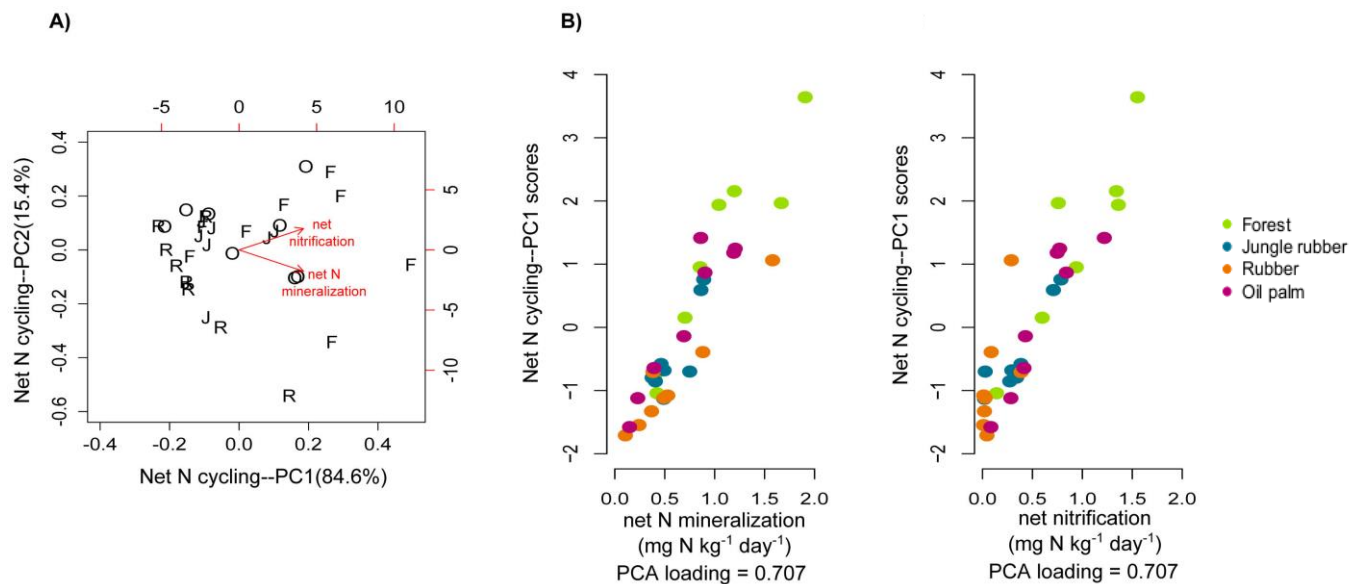 A)
-5 0 5 10
Net N cycling--PC2(15.4%)
0.4
0.2
0.0
-0.2
-0.4
-0.6
5
0
-5
-10
O
F
F
F
O
R
O
O
O
F
J
J
J
J
J
R
R
R
F
O
net
nitrification
net N
mineralization
F
O
O
R
J
R
F
R
-0.4 -0.2 0.0 0.2 0.4
Net N cycling--PC1(84.6%)
B)
Net N cycling--PC1 scores
4
3
2
1
0
-1
-2
0.0 0.5 1.0 1.5 2.0
net N mineralization
(mg N kg⁻¹ day⁻¹)
PCA loading = 0.707
Net N cycling--PC1 scores
4
3
2
1
0
-1
-2
0.0 0.5 1.0 1.5 2.0
net nitrification
(mg N kg⁻¹ day⁻¹)
PCA loading = 0.707
Forest
Jungle rubber
Rubber
Oil palm